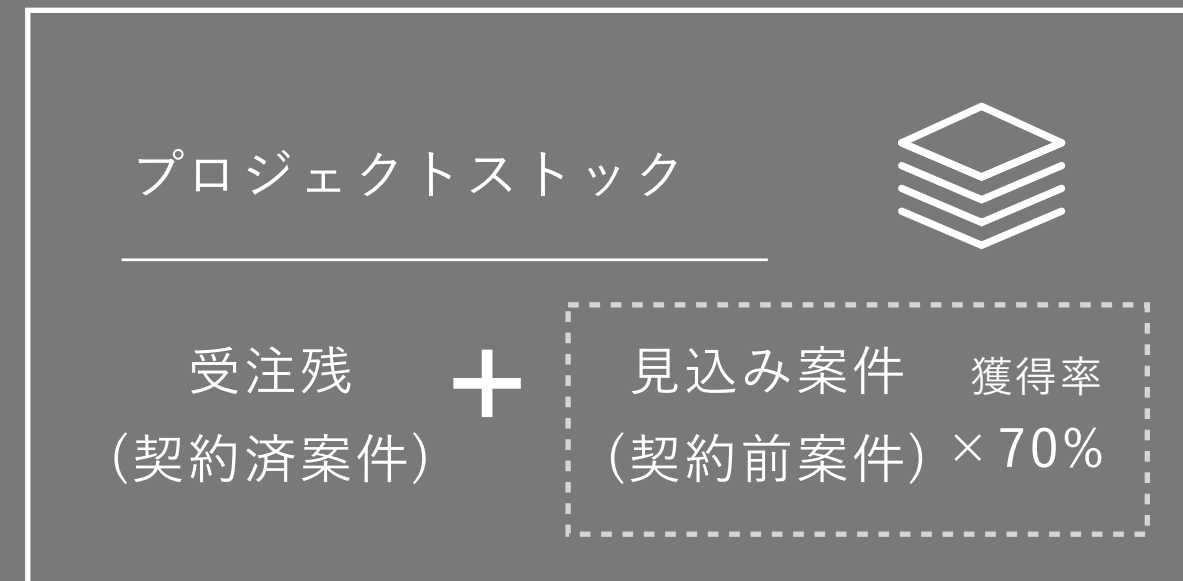 プロジェクトストック
受注残
(契約済案件)
+
見込み案件 獲得率
(契約前案件) ×70%